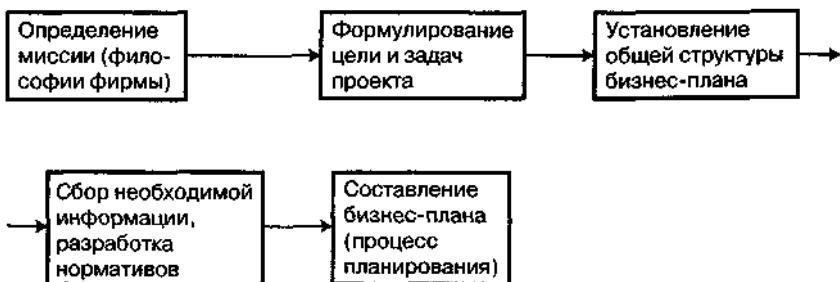 Определение
миссии (фило-
софии фирмы)
Формулирование
цели и задач
проекта
Установление
общей структуры
бизнес-плана
Сбор необходимой
информации,
разработка
нормативов
Составление
бизнес-плана
(процесс
планирования)